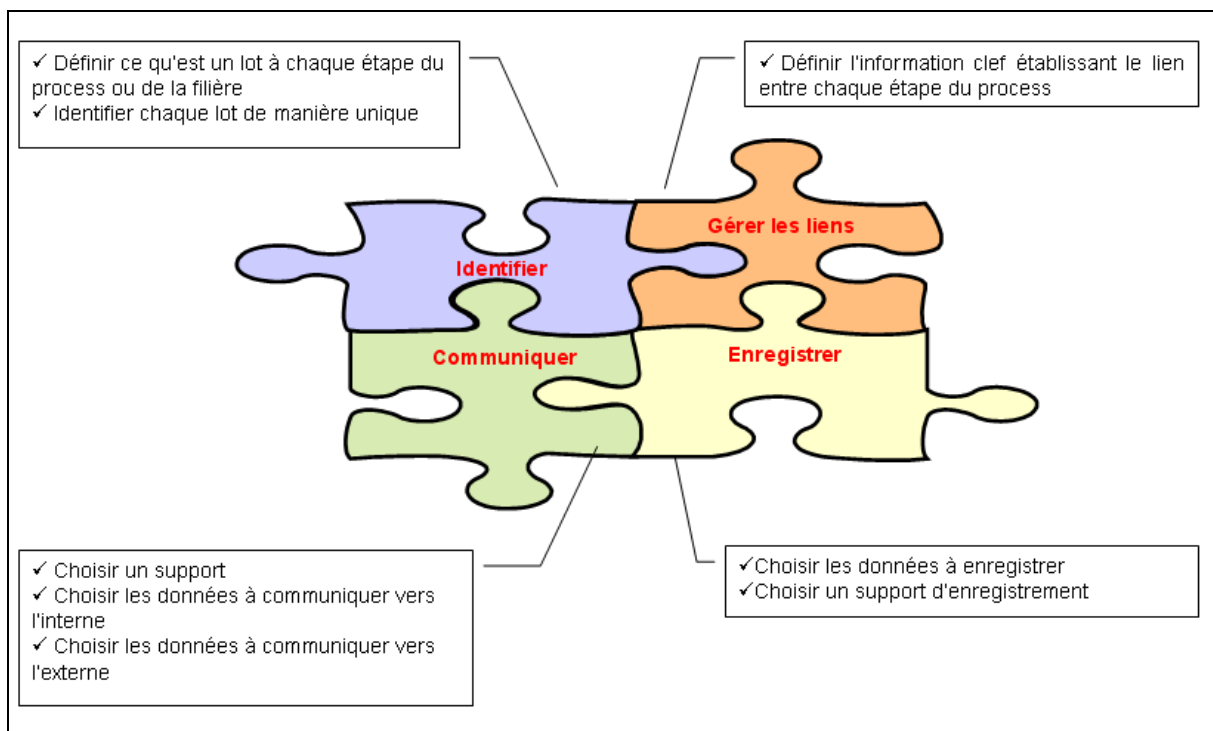 ✓ Définir ce qu'est un lot à chaque étape du
process ou de la filière
✓ Identifier chaque lot de manière unique
✓ Définir l'information clef établissant le lien
entre chaque étape du process
Gérer les liens
Identifier
Communiquer
Enregistrer
✓ Choisir un support
✓ Choisir les données à communiquer vers
l'interne
✓ Choisir les données à communiquer vers
l'externe
✓Choisir les données à enregistrer
✓Choisir un support d'enregistrement